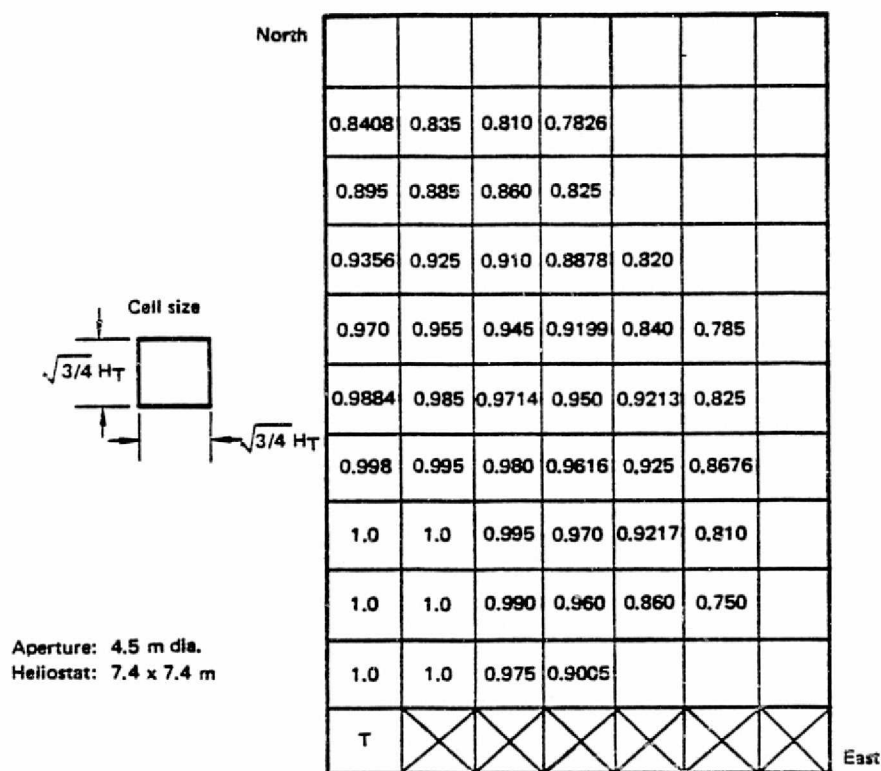 North
0.8408 0.835 0.810 0.7826
0.895 0.885 0.860 0.825
0.9356 0.925 0.910 0.8878 0.820
Cell size
0.970 0.955 0.945 0.9199 0.840 0.785
√3/4 HT
0.9884 0.985 0.9714 0.950 0.9213 0.825
√3/4 HT
0.998 0.995 0.980 0.9616 0.925 0.8676
1.0 1.0 0.995 0.970 0.9217 0.810
1.0 1.0 0.990 0.960 0.860 0.750
Aperture: 4.5 m dia.
Heliostat: 7.4 x 7.4 m
1.0 1.0 0.975 0.9005
T
East